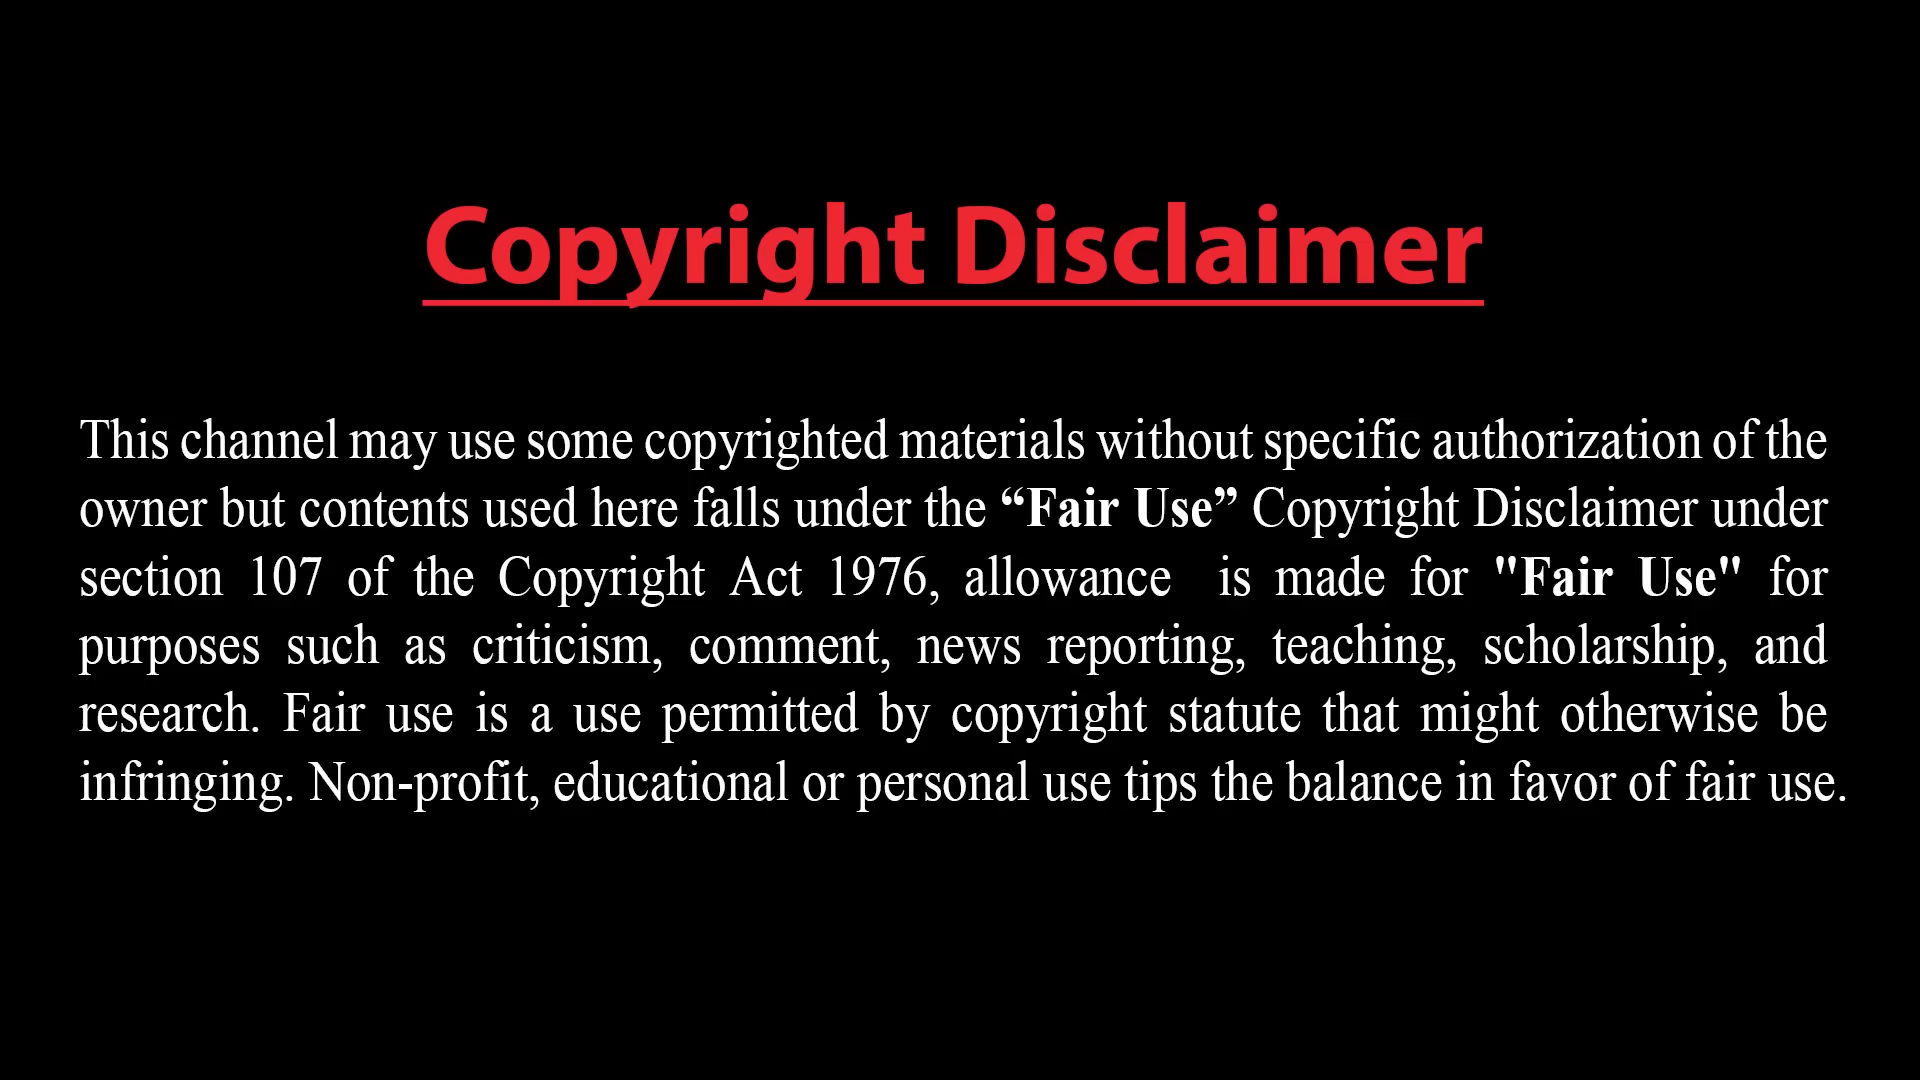 Copyright Disclaimer
This channel may use some copyrighted materials without specific authorization of the
owner but contents used here falls under the “Fair Use” Copyright Disclaimer under
section 107 of the Copyright Act 1976, allowance is made for "Fair Use" for
purposes such as criticism, comment, news reporting, teaching, scholarship, and
research. Fair use is a use permitted by copyright statute that might otherwise be
infringing. Non-profit, educational or personal use tips the balance in favor of fair use.